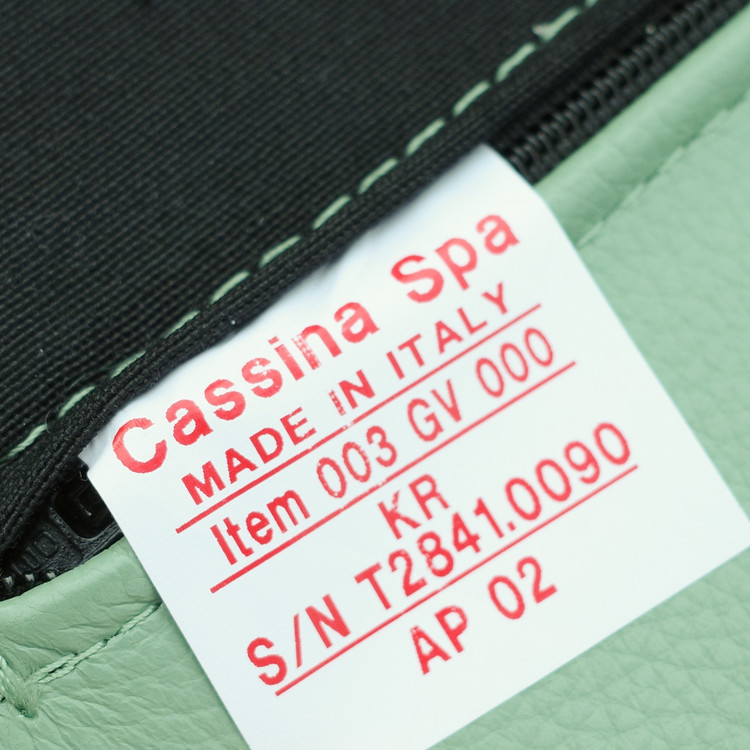 Cassina Spa
MADE IN ITALY
Item 003 GV 000
KR
S/N T2841.0090
AP 02